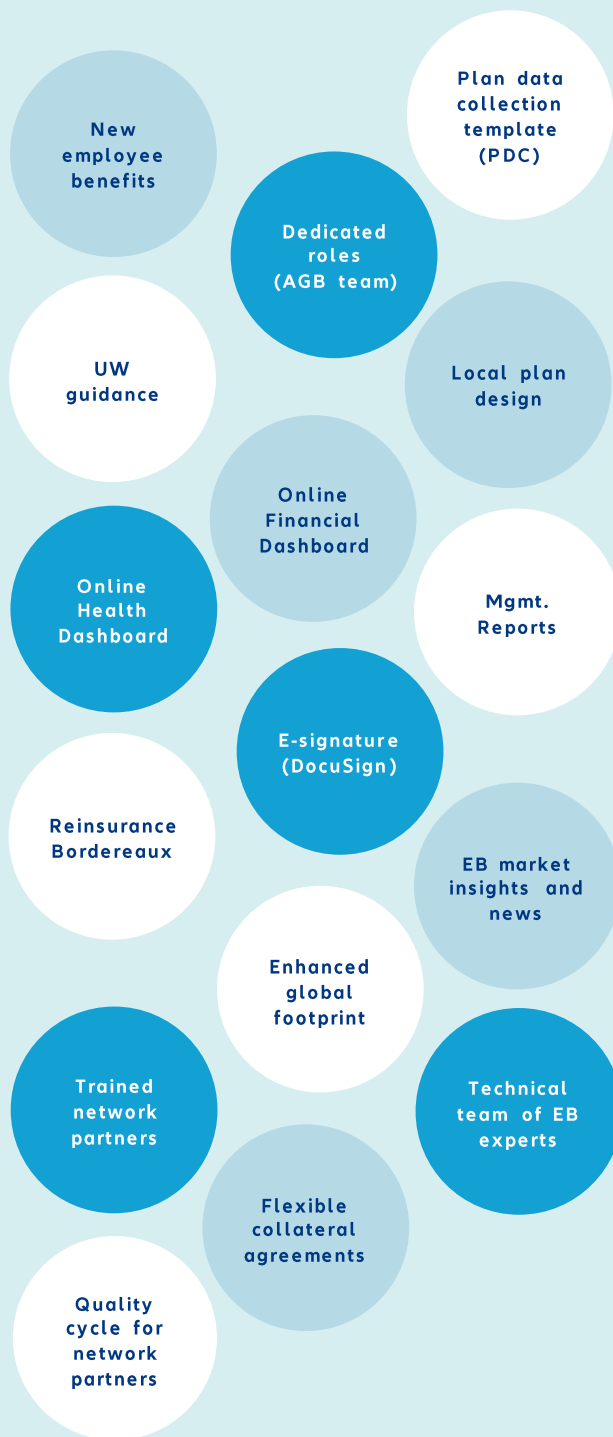 Plan data
collection
template
(PDC)
New
employee
benefits
Dedicated
roles
(AGB team)
UW
guidance
Local plan
design
Online
Financial
Dashboard
Online
Health
Dashboard
Mgmt.
Reports
E-signature
(DocuSign)
Reinsurance
Bordereaux
EB market
insights and
news
Enhanced
global
footprint
Trained
network
partners
Technical
team of EB
experts
Flexible
collateral
agreements
Quality
cycle for
network
partners